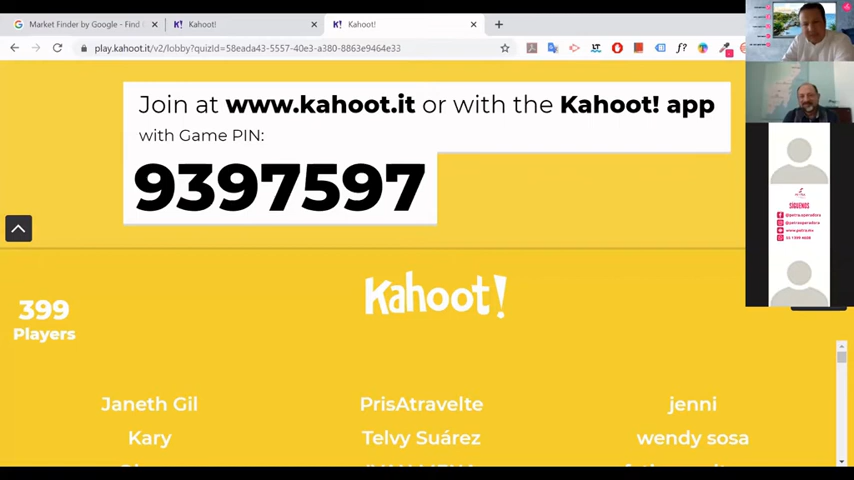 Market Finder by Google - Find
Kahoot!
Kahoot!
play.kahoot.it/v2/lobby?quizId=58eada43-5557-40e3-a380-8863e9464e33
Join at www.kahoot.it or with the Kahoot! app
with Game PIN:
9397597
399
Players
Kahoot!
Janeth Gil
PrisAtravelte
jenni
Kary
Telvy Suárez
wendy sosa
SÍGUENOS